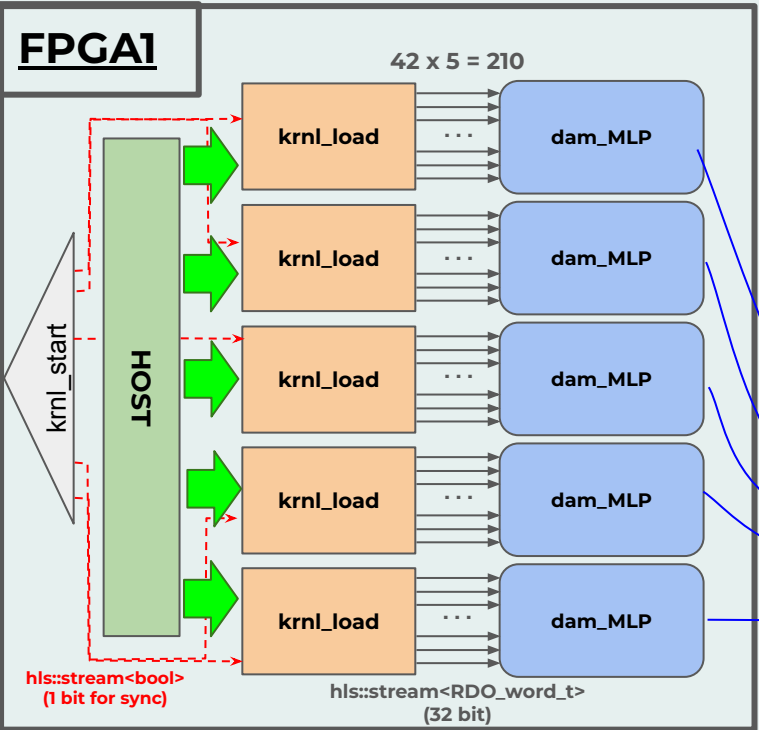 FPGA1
42 x 5 = 210
krnl_start
HOST
krnl_load
. . .
dam_MLP
krnl_load
. . .
dam_MLP
krnl_load
. . .
dam_MLP
krnl_load
. . .
dam_MLP
krnl_load
. . .
dam_MLP
hls::stream<bool>
(1 bit for sync)
hls::stream<RDO_word_t>
(32 bit)